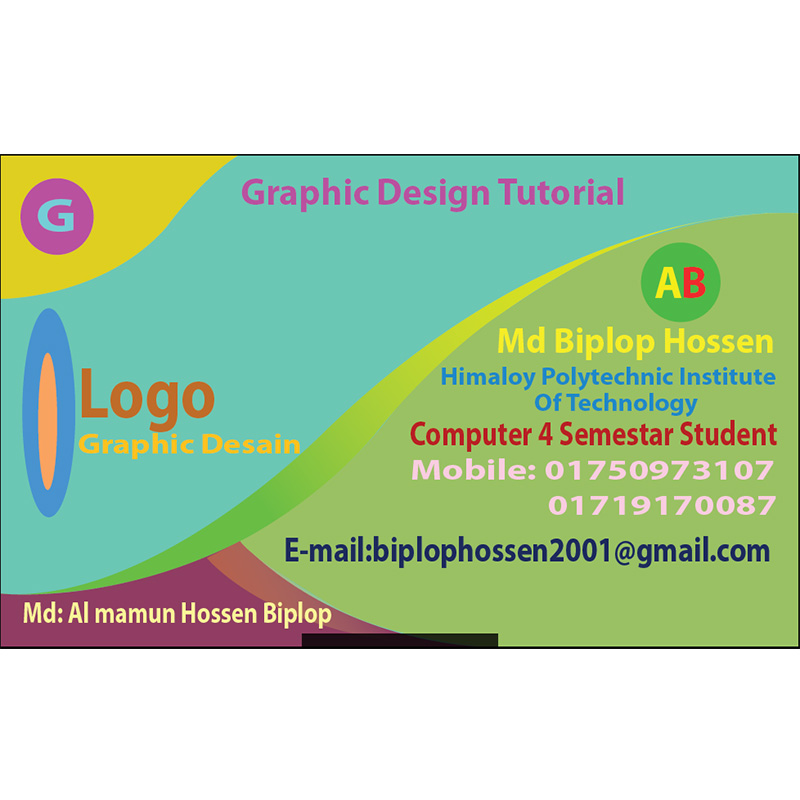 Graphic Design Tutorial
G
AB
Md Biplop Hossen
Himaloy Polytechnic Institute
Of Technology
Computer 4 Semestar Student
Mobile: 01750973107
01719170087
E-mail:biplophossen2001@gmail.com
Logo
Graphic Desain
Md: Al mamun Hossen Biplop